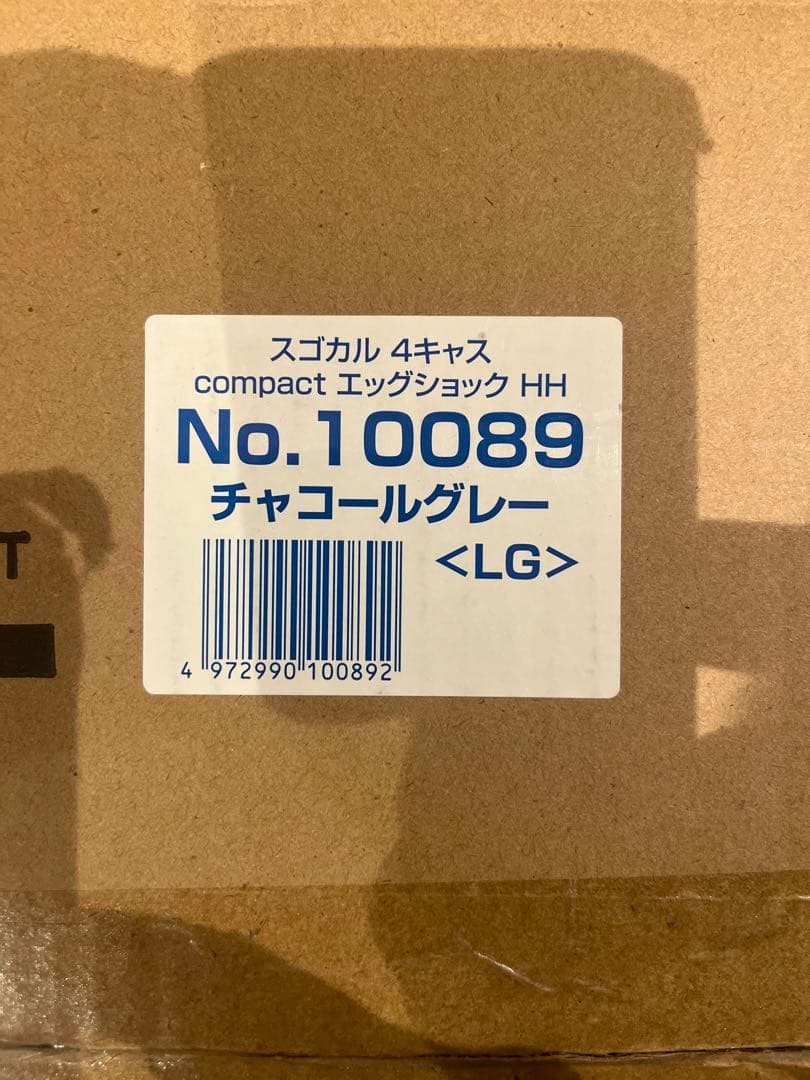 スゴカル 4キャス
compact エッグショック HH
No.10089
チャコールグレー
<LG>
4 972990 100892
T